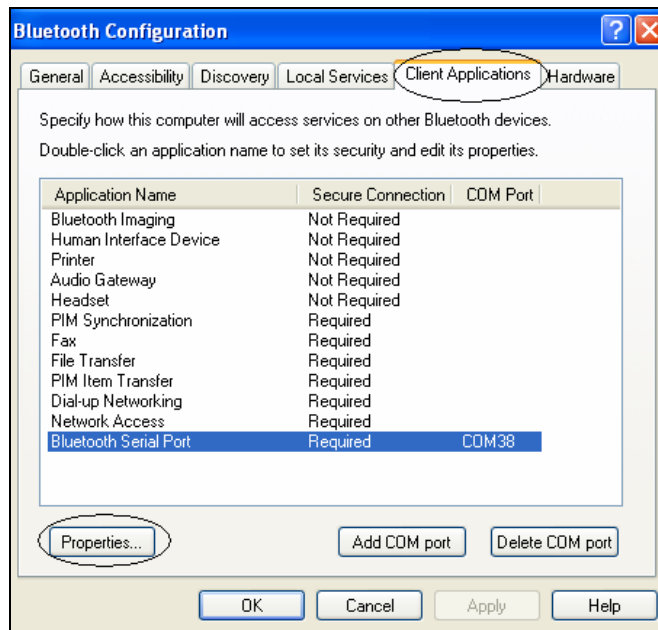 Bluetooth Configuration
General Accessibility Discovery Local Services Client Applications Hardware
Specify how this computer will access services on other Bluetooth devices.
Double-click an application name to set its security and edit its properties.
Application Name Secure Connection COM Port
Bluetooth Imaging Not Required
Human Interface Device Not Required
Printer Not Required
Audio Gateway Not Required
Headset Not Required
PIM Synchronization Required
Fax Required
File Transfer Required
PIM Item Transfer Required
Dial-up Networking Required
Network Access Required
Bluetooth Serial Port Required COM38
Properties... Add COM port Delete COM port
OK Cancel Apply Help